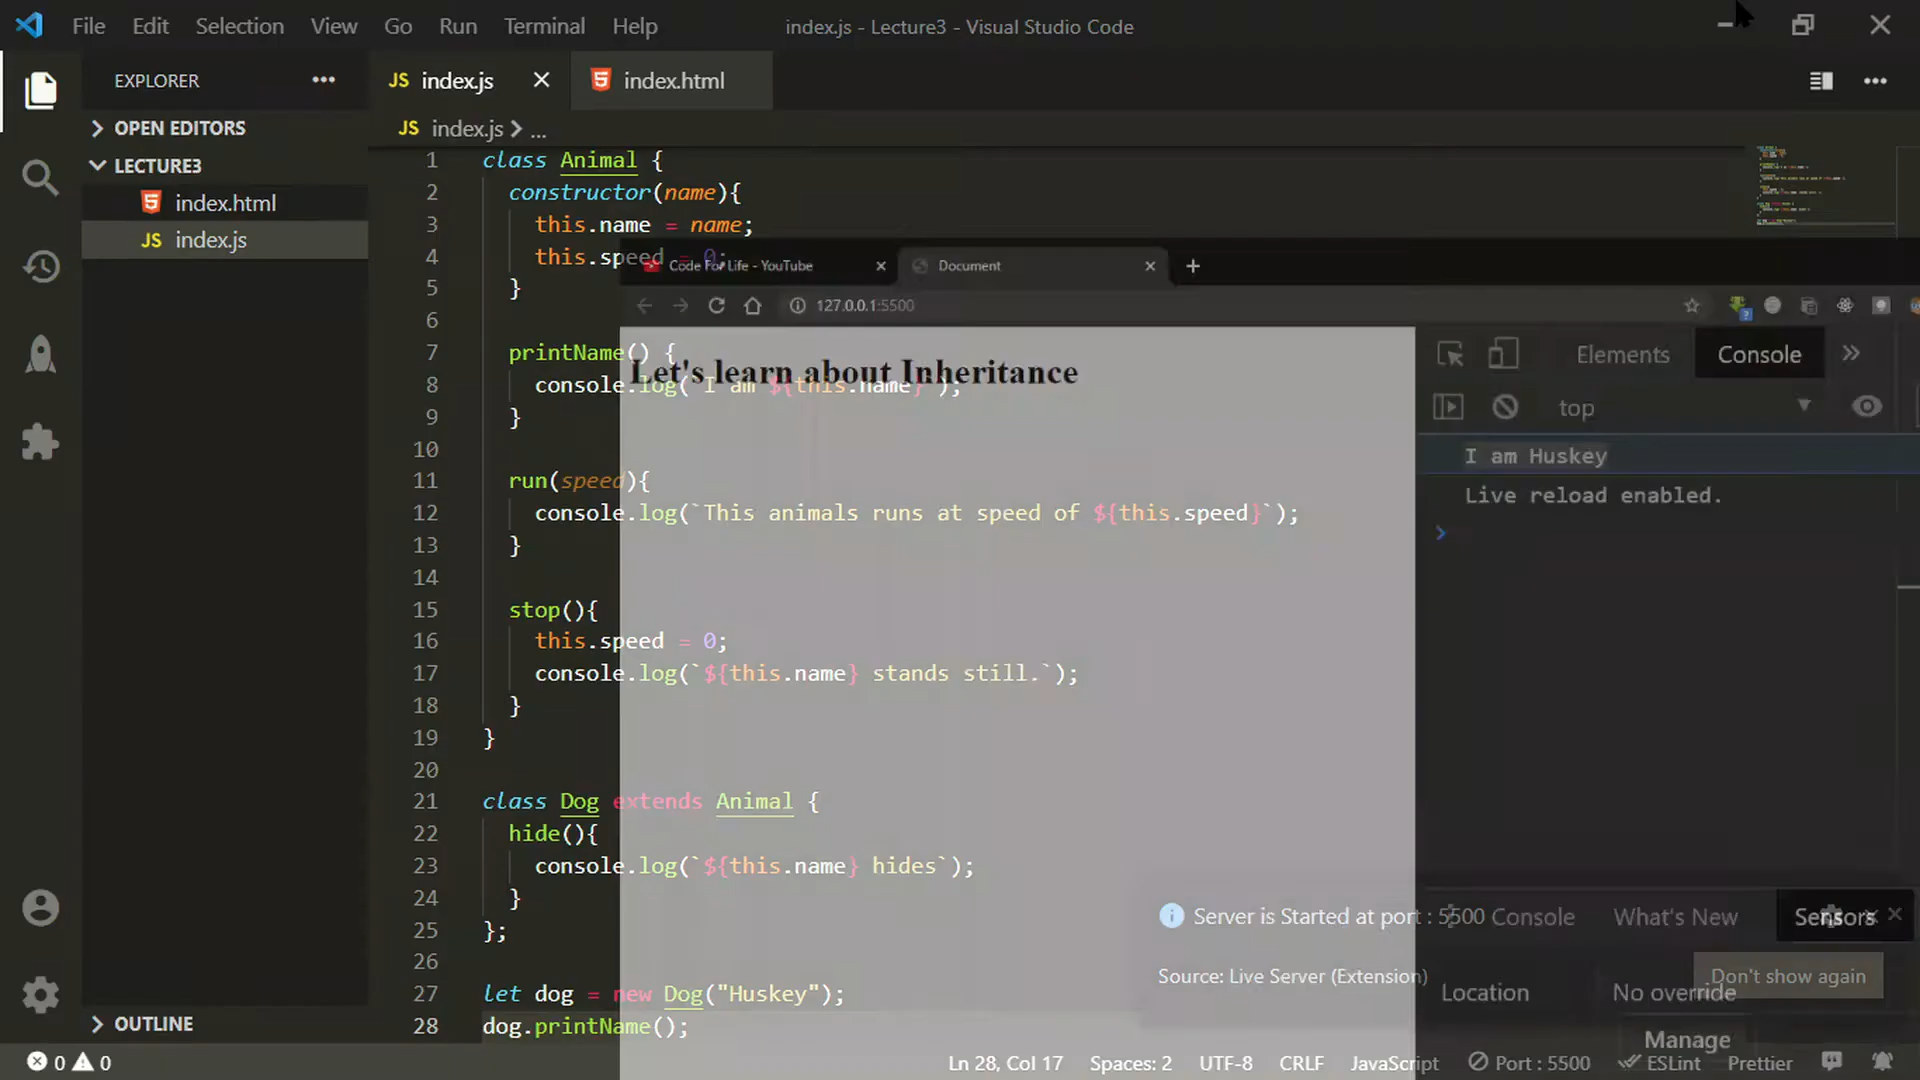 File Edit Selection View Go Run Terminal Help index.js - Lecture3 - Visual Studio Code
EXPLORER
OPEN EDITORS
LECTURE3
index.html
JS index.js
OUTLINE
JS index.js index.html
JS index.js > ...
1 class Animal {
2 constructor(name){
3 this.name = name;
4 this.speed = 0;
5 }
6
7 printName() {
8 console.log(`I am ${this.name}`);
9 }
10
11 run(speed){
12 console.log(`This animals runs at speed of ${this.speed}`);
13 }
14
15 stop(){
16 this.speed = 0;
17 console.log(`${this.name} stands still.`);
18 }
19 }
20
21 class Dog extends Animal {
22 hide(){
23 console.log(`${this.name} hides`);
24 }
25 };
26
27 let dog = new Dog("Huskey");
28 dog.printName();
Code For Life - YouTube Document
127.0.0.1:5500
Let's learn about Inheritance
Elements Console
top
I am Huskey
Live reload enabled.
Console What's New Sensors
Location No override
Manage
Server is Started at port : 5500
Source: Live Server (Extension)
Don't show again
0 0 Ln 28, Col 17 Spaces: 2 UTF-8 CRLF JavaScript Port : 5500 ESLint Prettier